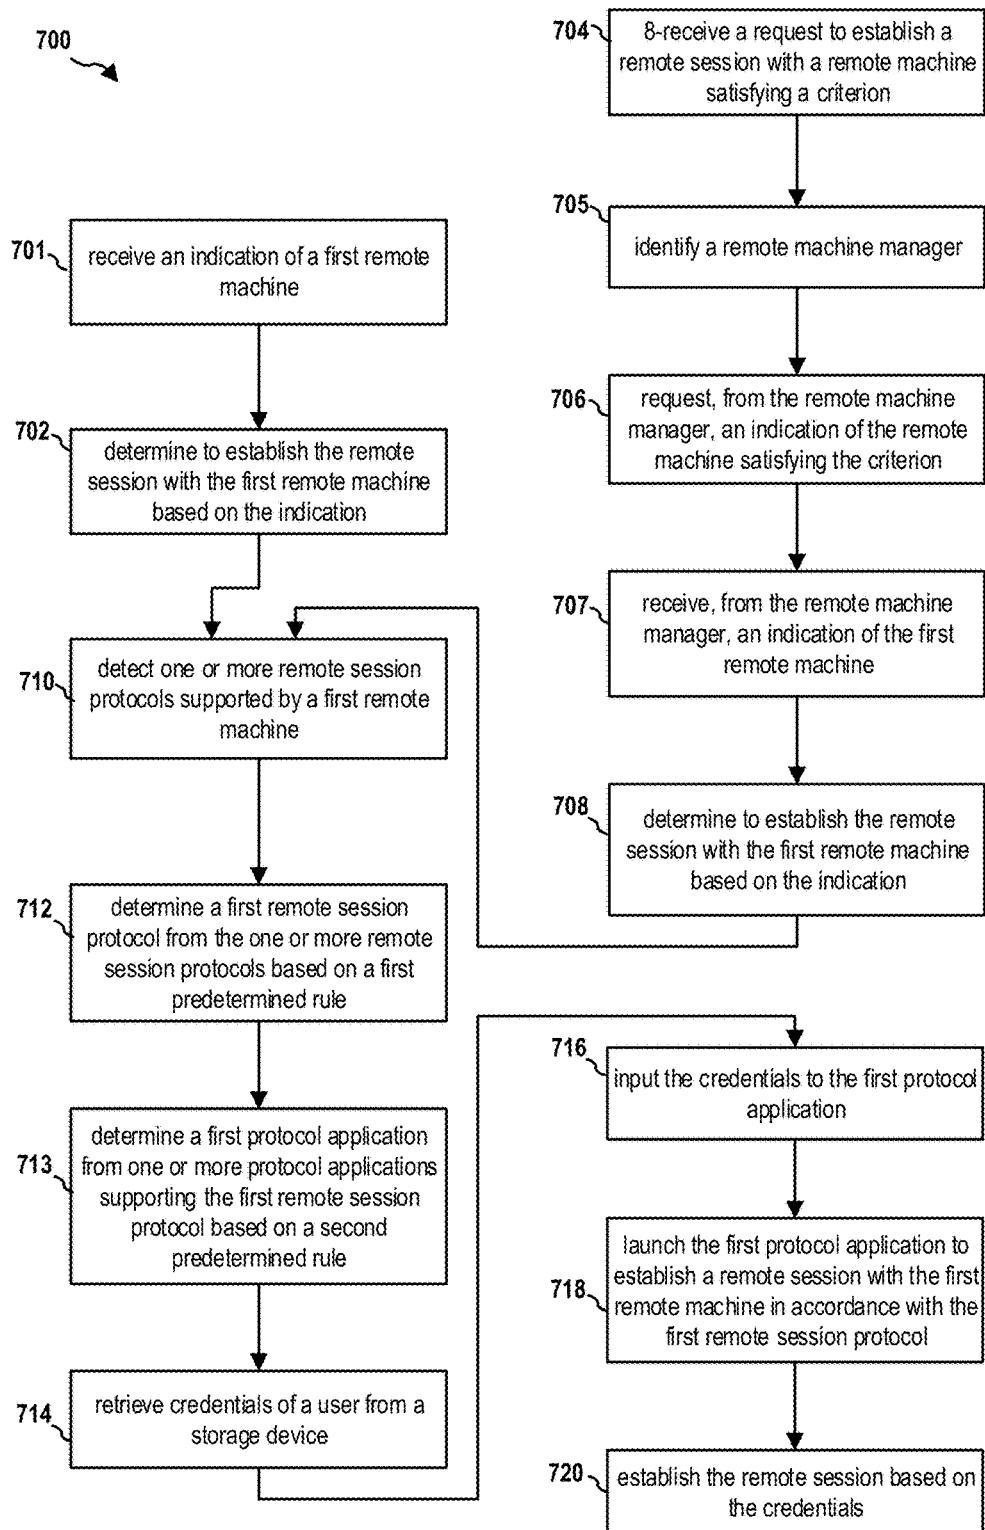 700
701
receive an indication of a first remote
machine
702
determine to establish the remote
session with the first remote machine
based on the indication
704
8-receive a request to establish a
remote session with a remote machine
satisfying a criterion
705
identify a remote machine manager
706
request, from the remote machine
manager, an indication of the remote
machine satisfying the criterion
707
receive, from the remote machine
manager, an indication of the first
remote machine
708
determine to establish the remote
session with the first remote machine
based on the indication
710
detect one or more remote session
protocols supported by a first remote
machine
712
determine a first remote session
protocol from the one or more remote
session protocols based on a first
predetermined rule
713
determine a first protocol application
from one or more protocol applications
supporting the first remote session
protocol based on a second
predetermined rule
714
retrieve credentials of a user from a
storage device
716
input the credentials to the first protocol
application
718
launch the first protocol application to
establish a remote session with the first
remote machine in accordance with the
first remote session protocol
720
establish the remote session based on
the credentials